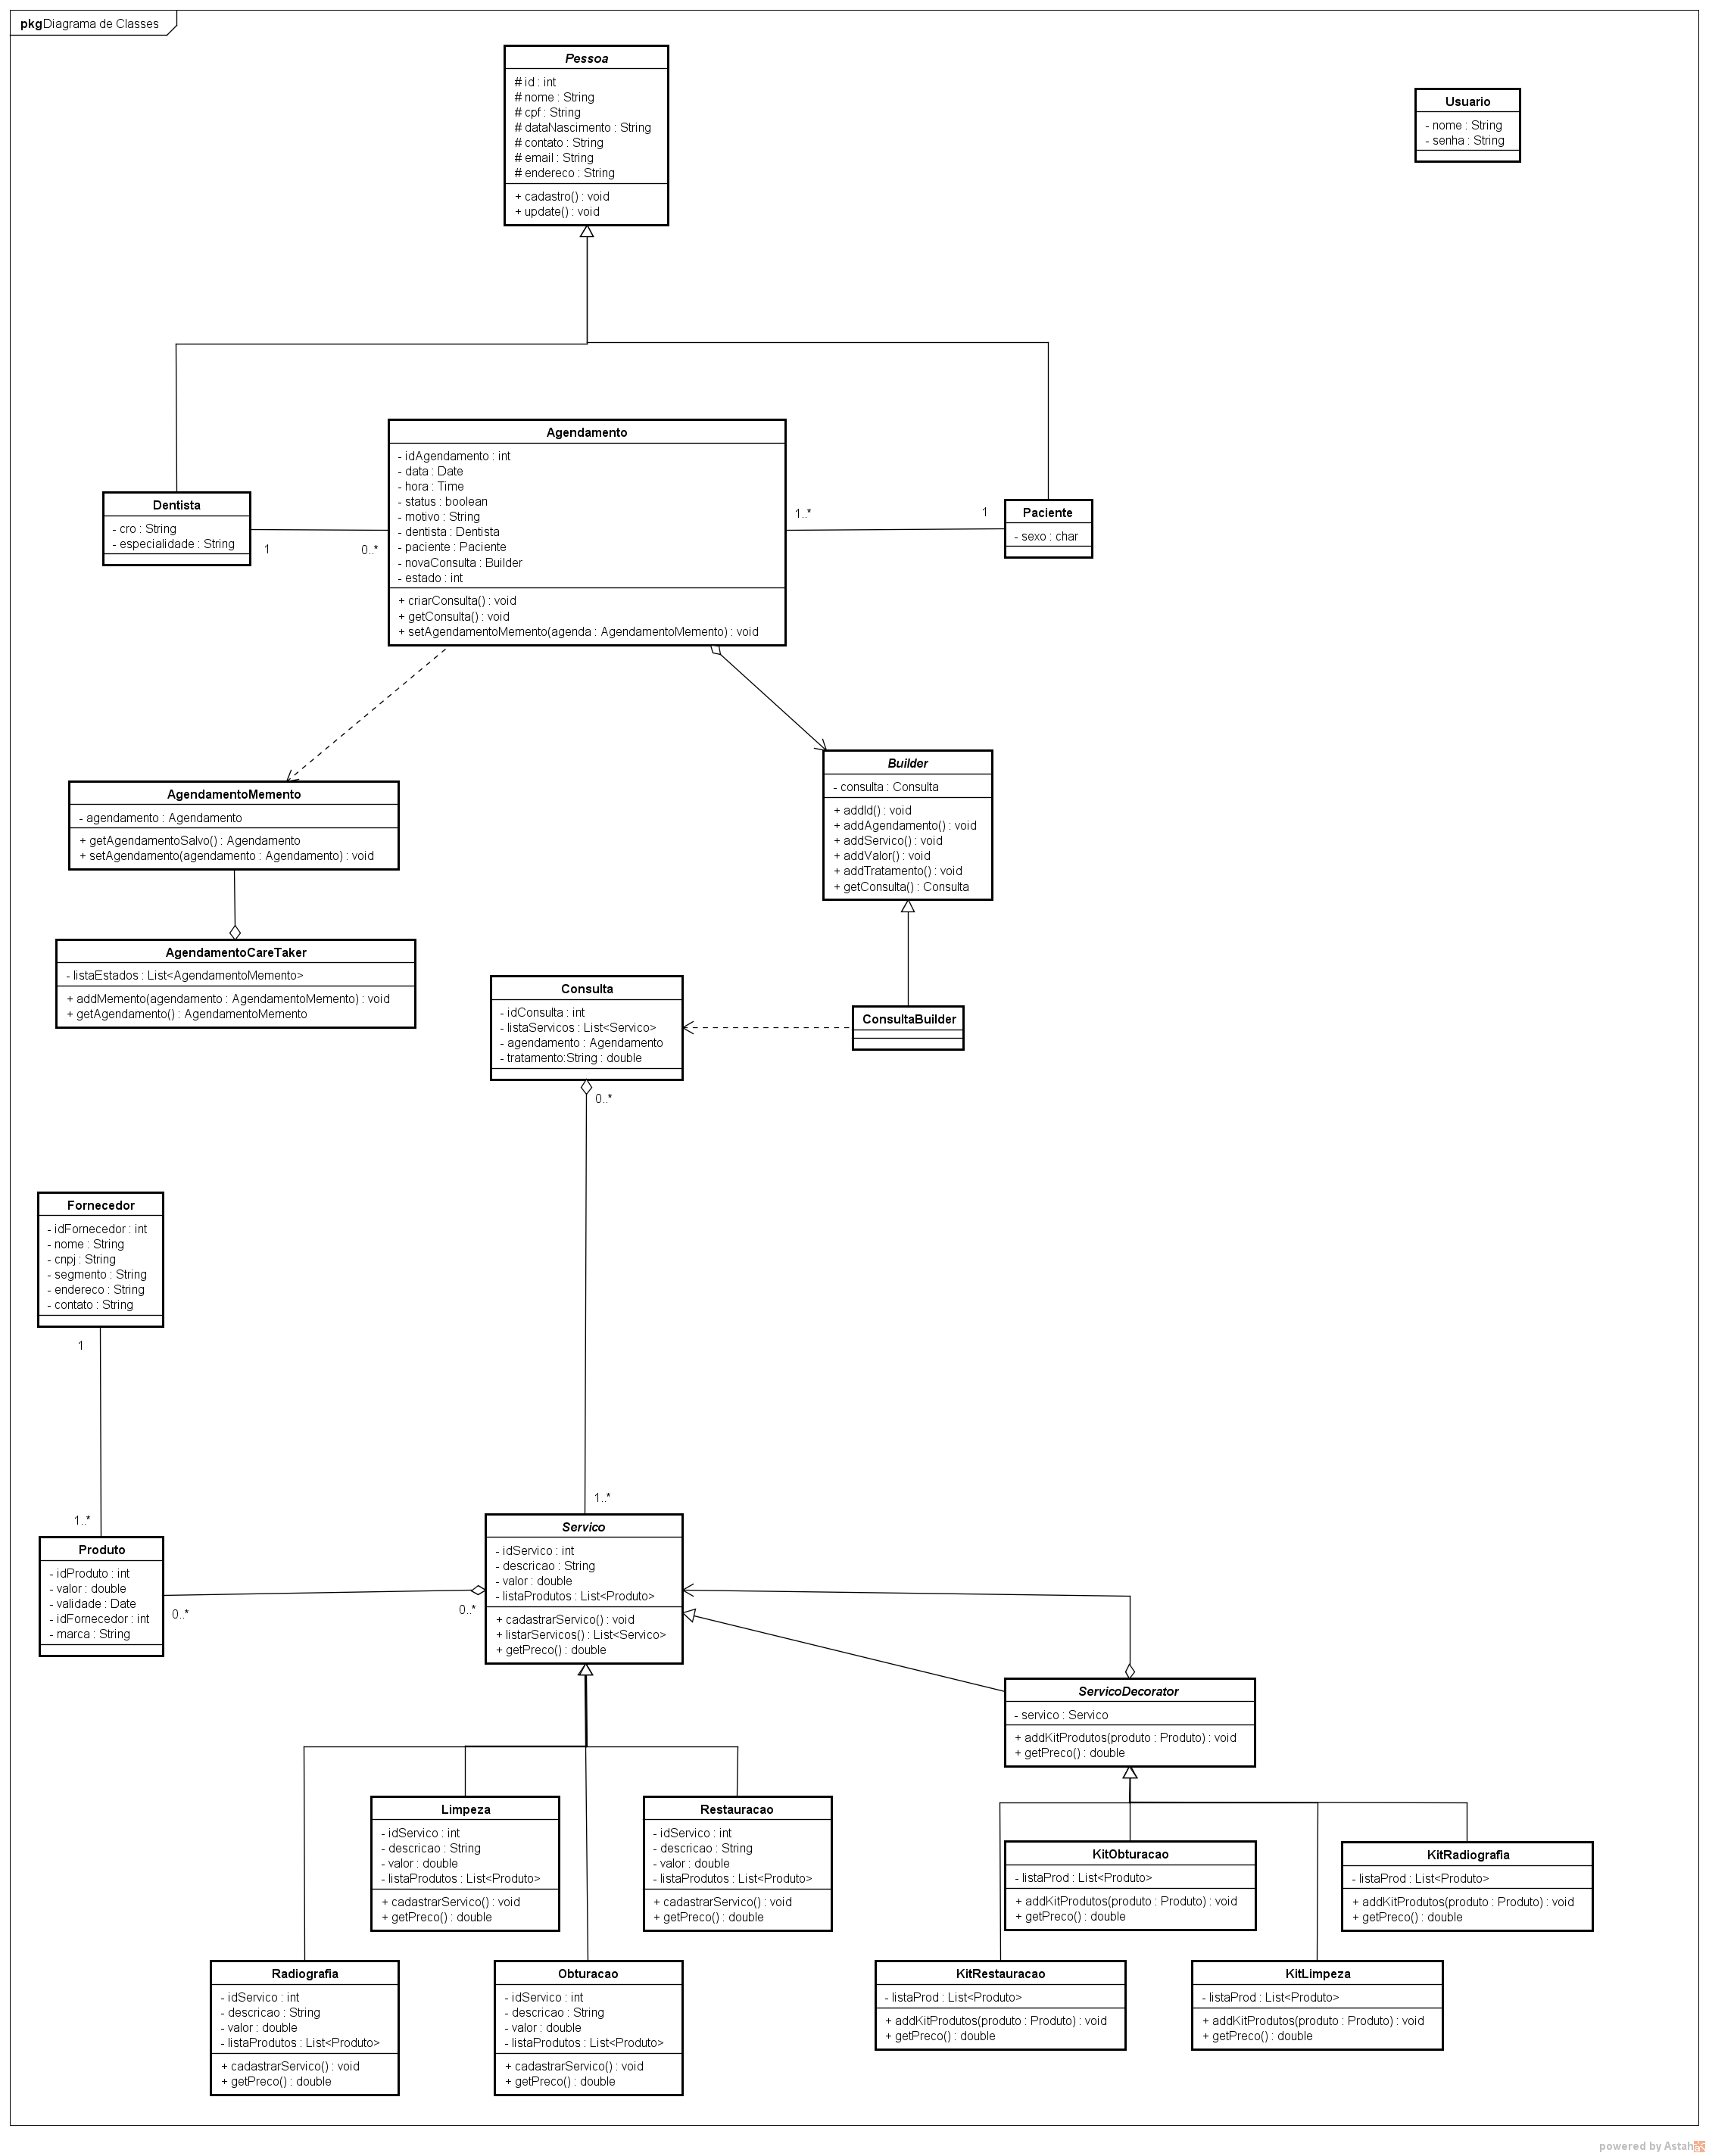 pkgDiagrama de Classes
Pessoa
# id : int
# nome : String
# cpf : String
# dataNascimento : String
# contato : String
# email : String
# endereco : String
+ cadastro() : void
+ update() : void
Usuario
- nome : String
- senha : String
Agendamento
- idAgendamento : int
- data : Date
- hora : Time
- status : boolean
- motivo : String
- dentista : Dentista
- paciente : Paciente
- novaConsulta : Builder
- estado : int
+ criarConsulta() : void
+ getConsulta() : void
+ setAgendamentoMemento(agenda : AgendamentoMemento) : void
Dentista
- cro : String
- especialidade : String
1
0..*
1..*
1
Paciente
- sexo : char
Builder
- consulta : Consulta
+ addId() : void
+ addAgendamento() : void
+ addServico() : void
+ addValor() : void
+ addTratamento() : void
+ getConsulta() : Consulta
AgendamentoMemento
- agendamento : Agendamento
+ getAgendamentoSalvo() : Agendamento
+ setAgendamento(agendamento : Agendamento) : void
AgendamentoCareTaker
- listaEstados : List<AgendamentoMemento>
+ addMemento(agendamento : AgendamentoMemento) : void
+ getAgendamento() : AgendamentoMemento
Consulta
- idConsulta : int
- listaServicos : List<Servico>
- agendamento : Agendamento
- tratamento:String : double
ConsultaBuilder
0..*
Fornecedor
- idFornecedor : int
- nome : String
- cnpj : String
- segmento : String
- endereco : String
- contato : String
1
1..*
1..*
Produto
- idProduto : int
- valor : double
- validade : Date
- idFornecedor : int
- marca : String
0..*
0..*
Servico
- idServico : int
- descricao : String
- valor : double
- listaProdutos : List<Produto>
+ cadastrarServico() : void
+ listarServicos() : List<Servico>
+ getPreco() : double
ServicoDecorator
- servico : Servico
+ addKitProdutos(produto : Produto) : void
+ getPreco() : double
Limpeza
- idServico : int
- descricao : String
- valor : double
- listaProdutos : List<Produto>
+ cadastrarServico() : void
+ getPreco() : double
Restauracao
- idServico : int
- descricao : String
- valor : double
- listaProdutos : List<Produto>
+ cadastrarServico() : void
+ getPreco() : double
KitObturacao
- listaProd : List<Produto>
+ addKitProdutos(produto : Produto) : void
+ getPreco() : double
KitRadiografia
- listaProd : List<Produto>
+ addKitProdutos(produto : Produto) : void
+ getPreco() : double
Radiografia
- idServico : int
- descricao : String
- valor : double
- listaProdutos : List<Produto>
+ cadastrarServico() : void
+ getPreco() : double
Obturacao
- idServico : int
- descricao : String
- valor : double
- listaProdutos : List<Produto>
+ cadastrarServico() : void
+ getPreco() : double
KitRestauracao
- listaProd : List<Produto>
+ addKitProdutos(produto : Produto) : void
+ getPreco() : double
KitLimpeza
- listaProd : List<Produto>
+ addKitProdutos(produto : Produto) : void
+ getPreco() : double
powered by Astah